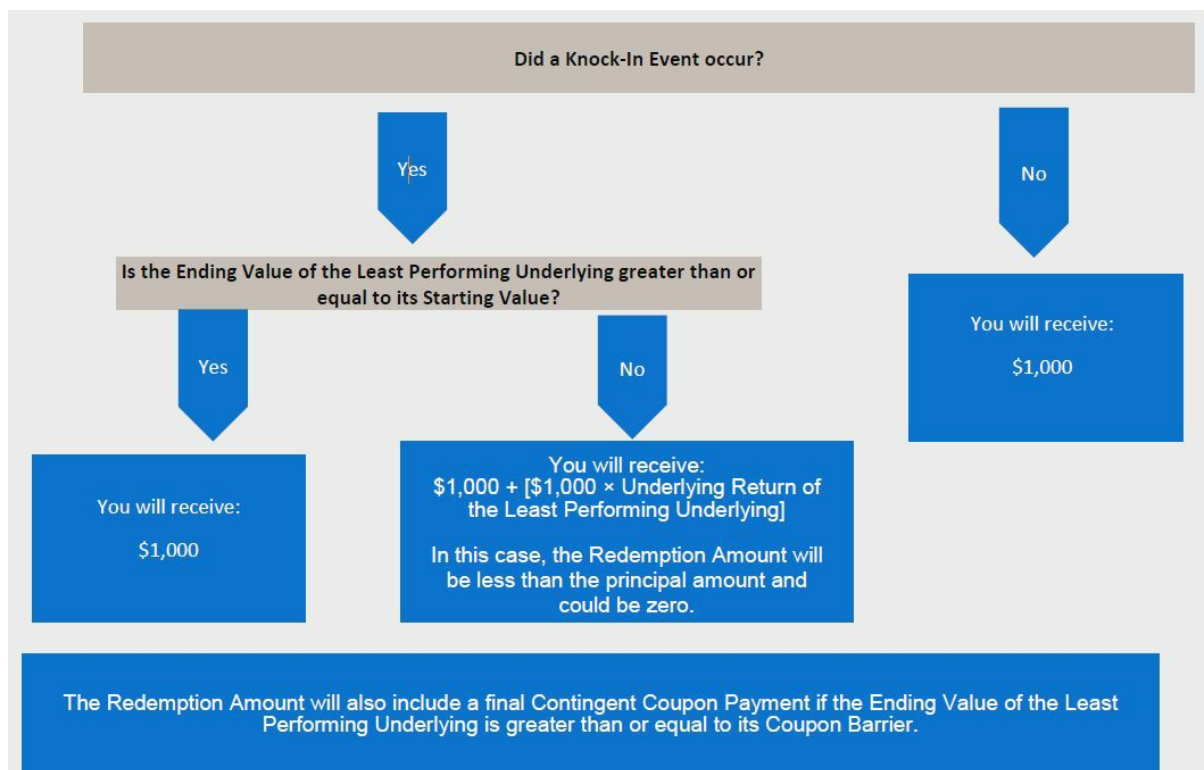 Did a Knock-In Event occur?
Yes
No
Is the Ending Value of the Least Performing Underlying greater than or
equal to its Starting Value?
You will receive:
$1,000
Yes
No
You will receive:
$1,000
You will receive:
$1,000 + [$1,000 × Underlying Return of
the Least Performing Underlying]
In this case, the Redemption Amount will
be less than the principal amount and
could be zero.
The Redemption Amount will also include a final Contingent Coupon Payment if the Ending Value of the Least
Performing Underlying is greater than or equal to its Coupon Barrier.